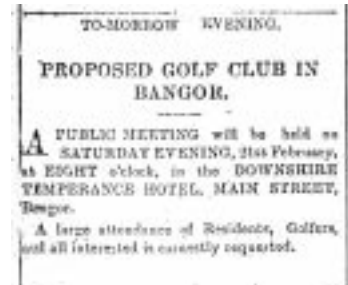 TO-MORROW EVENING.
PROPOSED GOLF CLUB IN
BANGOR.
A PUBLIC MEETING will be held on
SATURDAY EVENING, 21st February,
at EIGHT o'clock, in the DOWNSHIRE
TEMPERANCE HOTEL, MAIN STREET,
Bangor.
A large attendance of Residents, Golfers,
and all interested is earnestly requested.